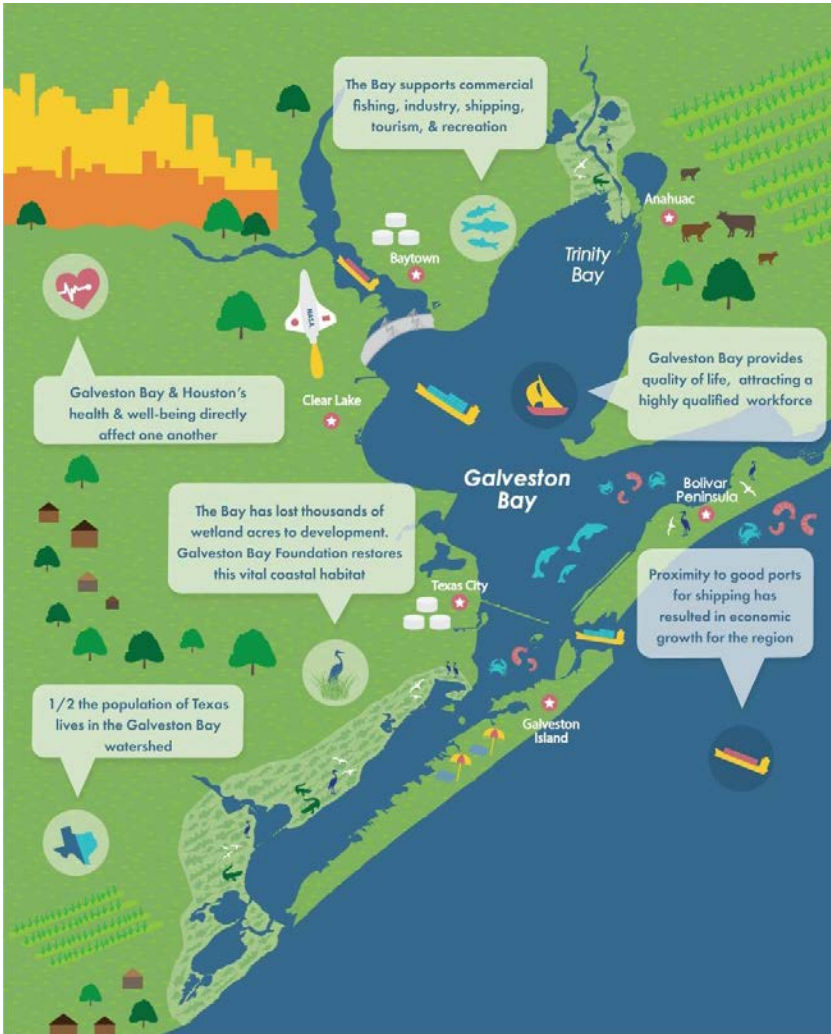 The Bay supports commercial
fishing, industry, shipping,
tourism, & recreation
Anahuac
Trinity
Bay
Baytown
NASA
Galveston Bay & Houston's
health & well-being directly
affect one another
Clear Lake
Galveston Bay provides
quality of life, attracting a
highly qualified workforce
Galveston
Bay
Bolivar
Peninsula
The Bay has lost thousands of
wetland acres to development.
Galveston Bay Foundation restores
this vital coastal habitat
Texas City
Proximity to good ports
for shipping has
resulted in economic
growth for the region
1/2 the population of Texas
lives in the Galveston Bay
watershed
Galveston
Island